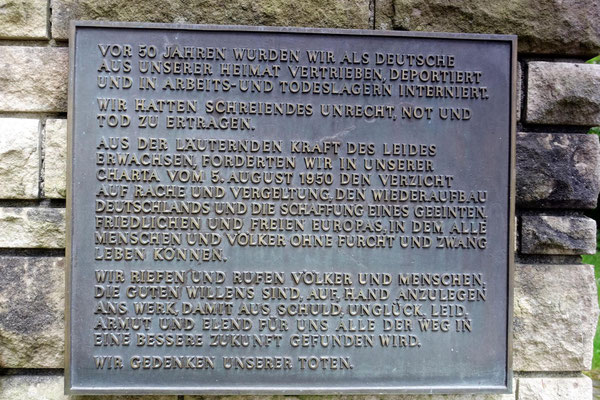 VOR 50 JAHREN WURDEN WIR ALS DEUTSCHE
AUS UNSERER HEIMAT VERTRIEBEN, DEPORTIERT
UND IN ARBEITS- UND TODESLAGERN INTERNIERT.
WIR HATTEN SCHREIENDES UNRECHT, NOT UND
TOD ZU ERTRAGEN.
AUS DER LÄUTERNDEN KRAFT DES LEIDES
ERWACHSEN, FORDERTEN WIR IN UNSERER
CHARTA VOM 5. AUGUST 1950 DEN VERZICHT
AUF RACHE UND VERGELTUNG, DEN WIEDERAUFBAU
DEUTSCHLANDS UND DIE SCHAFFUNG EINES GEEINTEN,
FRIEDLICHEN UND FREIEN EUROPAS, IN DEM ALLE
MENSCHEN UND VÖLKER OHNE FURCHT UND ZWANG
LEBEN KÖNNEN.
WIR RIEFEN UND RUFEN VÖLKER UND MENSCHEN,
DIE GUTEN WILLENS SIND, AUF, HAND ANZULEGEN
ANS WERK, DAMIT AUS SCHULD, UNGLÜCK, LEID,
ARMUT UND ELEND FÜR UNS ALLE DER WEG IN
EINE BESSERE ZUKUNFT GEFUNDEN WIRD.
WIR GEDENKEN UNSERER TOTEN.